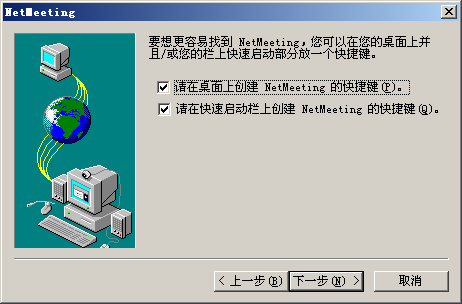 NetMeeting
要想更容易找到 NetMeeting，您可以在您的桌面上并
且/或您的栏上快速启动部分放一个快捷键。
请在桌面上创建 NetMeeting 的快捷键(P)。
请在快速启动栏上创建 NetMeeting 的快捷键(Q)。
< 上一步(B) 下一步(N) > 取消